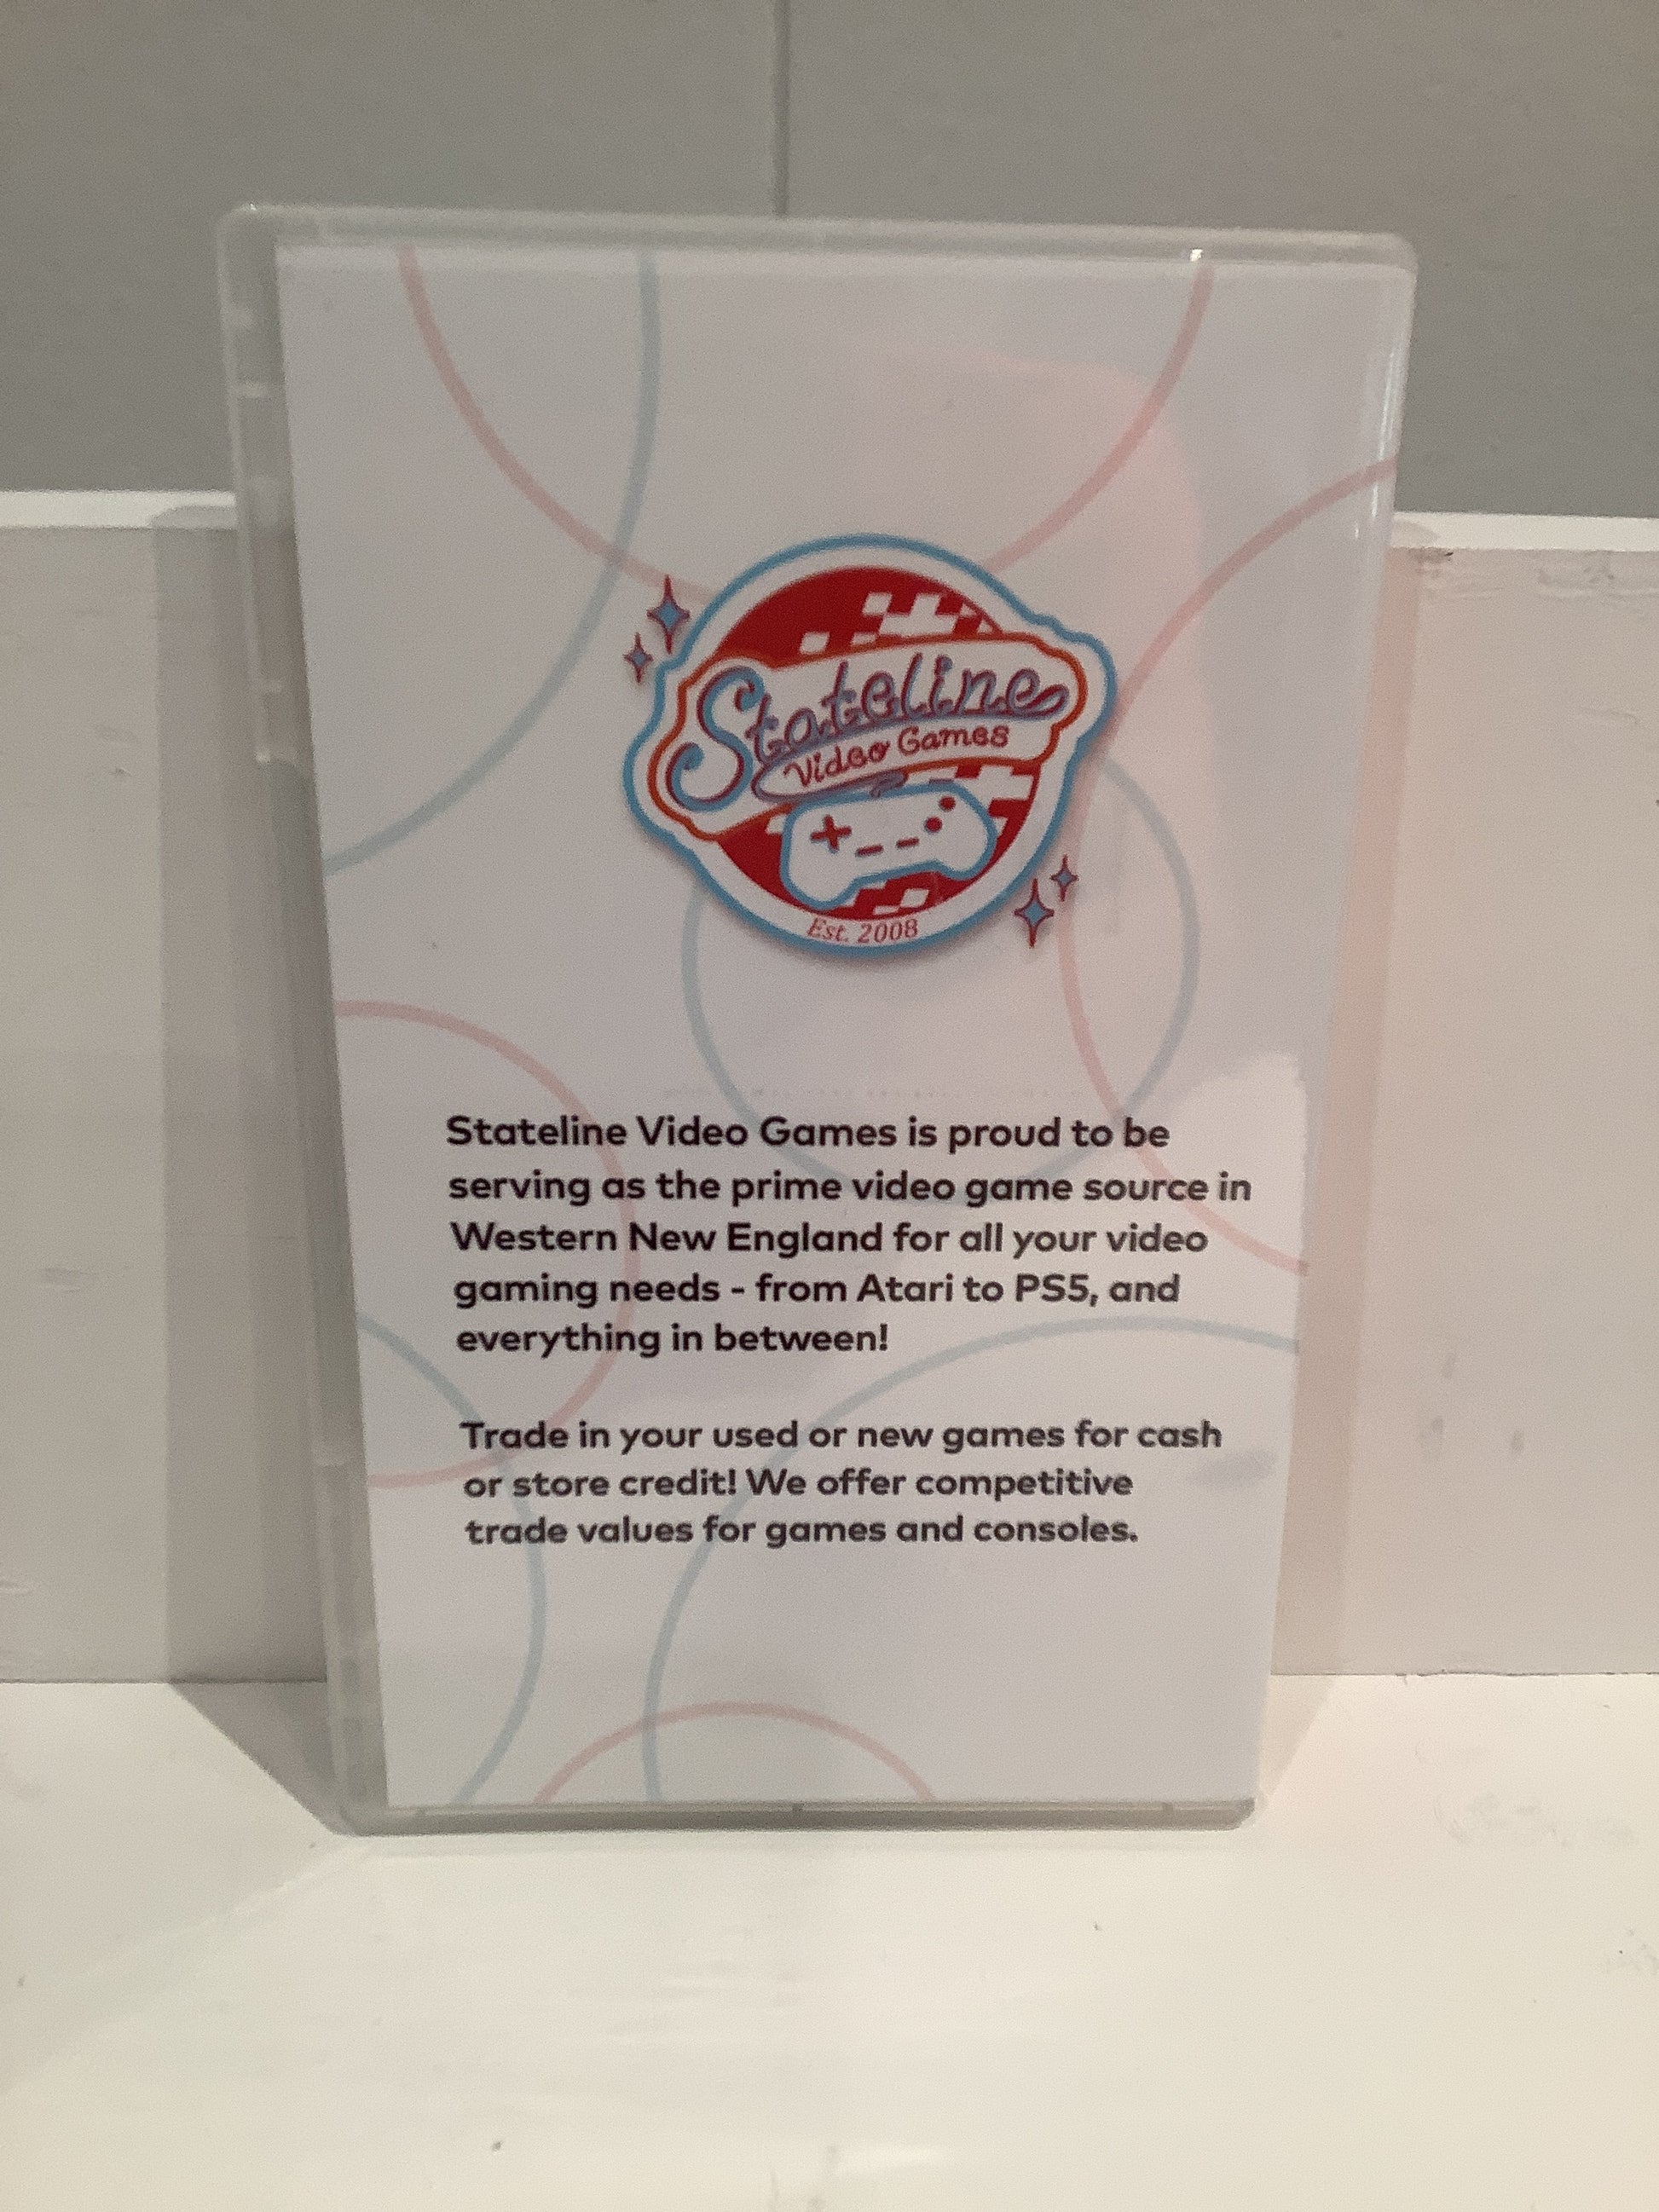 Stateline
Video Games
Est. 2008
Stateline Video Games is proud to be
serving as the prime video game source in
Western New England for all your video
gaming needs - from Atari to PS5, and
everything in between!
Trade in your used or new games for cash
or store credit! We offer competitive
trade values for games and consoles.